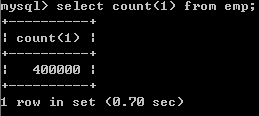 mysql> select count(1) from emp;
+----------+
| count(1) |
+----------+
|   400000 |
+----------+
1 row in set (0.70 sec)